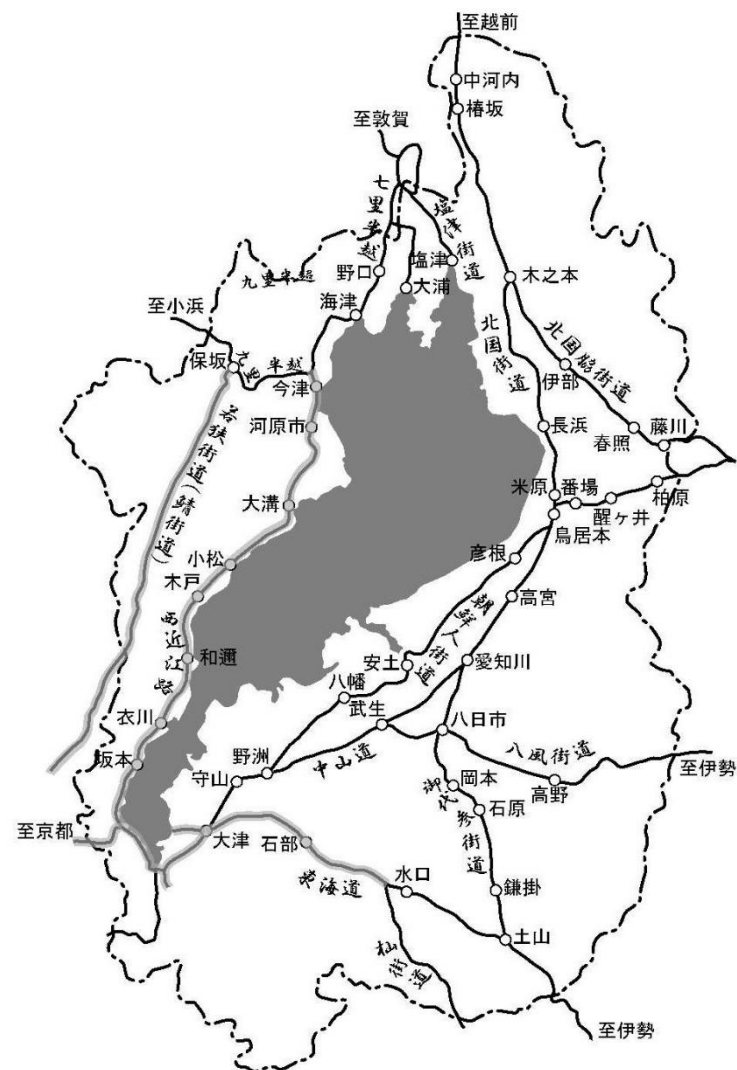 至越前
中河内
椿坂
至敦賀
七里半越
塩津街道
塩津
野口
大浦
木之本
九里半越
海津
至小浜
北国街道
北国脇街道
保坂
九里半越
伊部
今津
若狭街道(鯖街道)
河原市
長浜
春照
藤川
米原
番場
柏原
醒ヶ井
大溝
鳥居本
小松
彦根
木戸
朝鮮人街道
高宮
西近江路
和邇
安土
愛知川
八幡
武生
衣川
八日市
八風街道
坂本
野洲
中山道
守山
岡本
高野
至伊勢
御代参街道
石原
至京都
大津
石部
東海道
水口
鎌掛
土山
杣街道
至伊勢